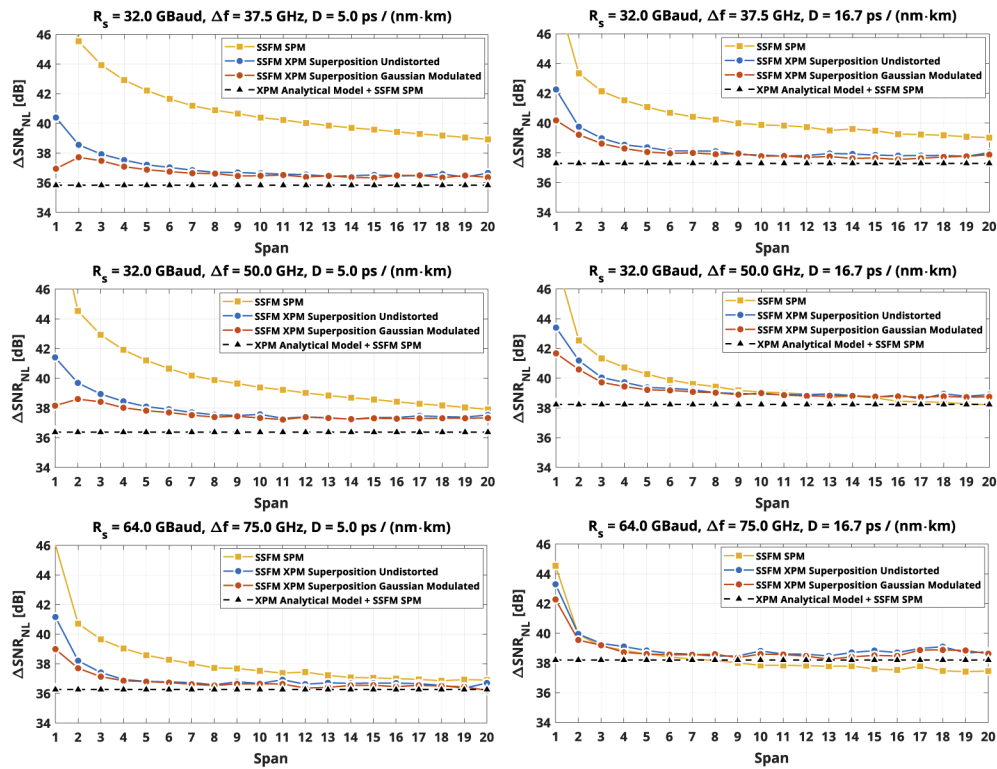 R_s = 32.0 GBaud, Δf = 37.5 GHz, D = 5.0 ps / (nm·km)
ΔSNR_NL [dB]
46
44
42
40
38
36
34
SSFM SPM
SSFM XPM Superposition Undistorted
SSFM XPM Superposition Gaussian Modulated
XPM Analytical Model + SSFM SPM
1 2 3 4 5 6 7 8 9 10 11 12 13 14 15 16 17 18 19 20
Span
R_s = 32.0 GBaud, Δf = 37.5 GHz, D = 16.7 ps / (nm·km)
ΔSNR_NL [dB]
46
44
42
40
38
36
34
SSFM SPM
SSFM XPM Superposition Undistorted
SSFM XPM Superposition Gaussian Modulated
XPM Analytical Model + SSFM SPM
1 2 3 4 5 6 7 8 9 10 11 12 13 14 15 16 17 18 19 20
Span
R_s = 32.0 GBaud, Δf = 50.0 GHz, D = 5.0 ps / (nm·km)
ΔSNR_NL [dB]
46
44
42
40
38
36
34
SSFM SPM
SSFM XPM Superposition Undistorted
SSFM XPM Superposition Gaussian Modulated
XPM Analytical Model + SSFM SPM
1 2 3 4 5 6 7 8 9 10 11 12 13 14 15 16 17 18 19 20
Span
R_s = 32.0 GBaud, Δf = 50.0 GHz, D = 16.7 ps / (nm·km)
ΔSNR_NL [dB]
46
44
42
40
38
36
34
SSFM SPM
SSFM XPM Superposition Undistorted
SSFM XPM Superposition Gaussian Modulated
XPM Analytical Model + SSFM SPM
1 2 3 4 5 6 7 8 9 10 11 12 13 14 15 16 17 18 19 20
Span
R_s = 64.0 GBaud, Δf = 75.0 GHz, D = 5.0 ps / (nm·km)
ΔSNR_NL [dB]
46
44
42
40
38
36
34
SSFM SPM
SSFM XPM Superposition Undistorted
SSFM XPM Superposition Gaussian Modulated
XPM Analytical Model + SSFM SPM
1 2 3 4 5 6 7 8 9 10 11 12 13 14 15 16 17 18 19 20
Span
R_s = 64.0 GBaud, Δf = 75.0 GHz, D = 16.7 ps / (nm·km)
ΔSNR_NL [dB]
46
44
42
40
38
36
34
SSFM SPM
SSFM XPM Superposition Undistorted
SSFM XPM Superposition Gaussian Modulated
XPM Analytical Model + SSFM SPM
1 2 3 4 5 6 7 8 9 10 11 12 13 14 15 16 17 18 19 20
Span